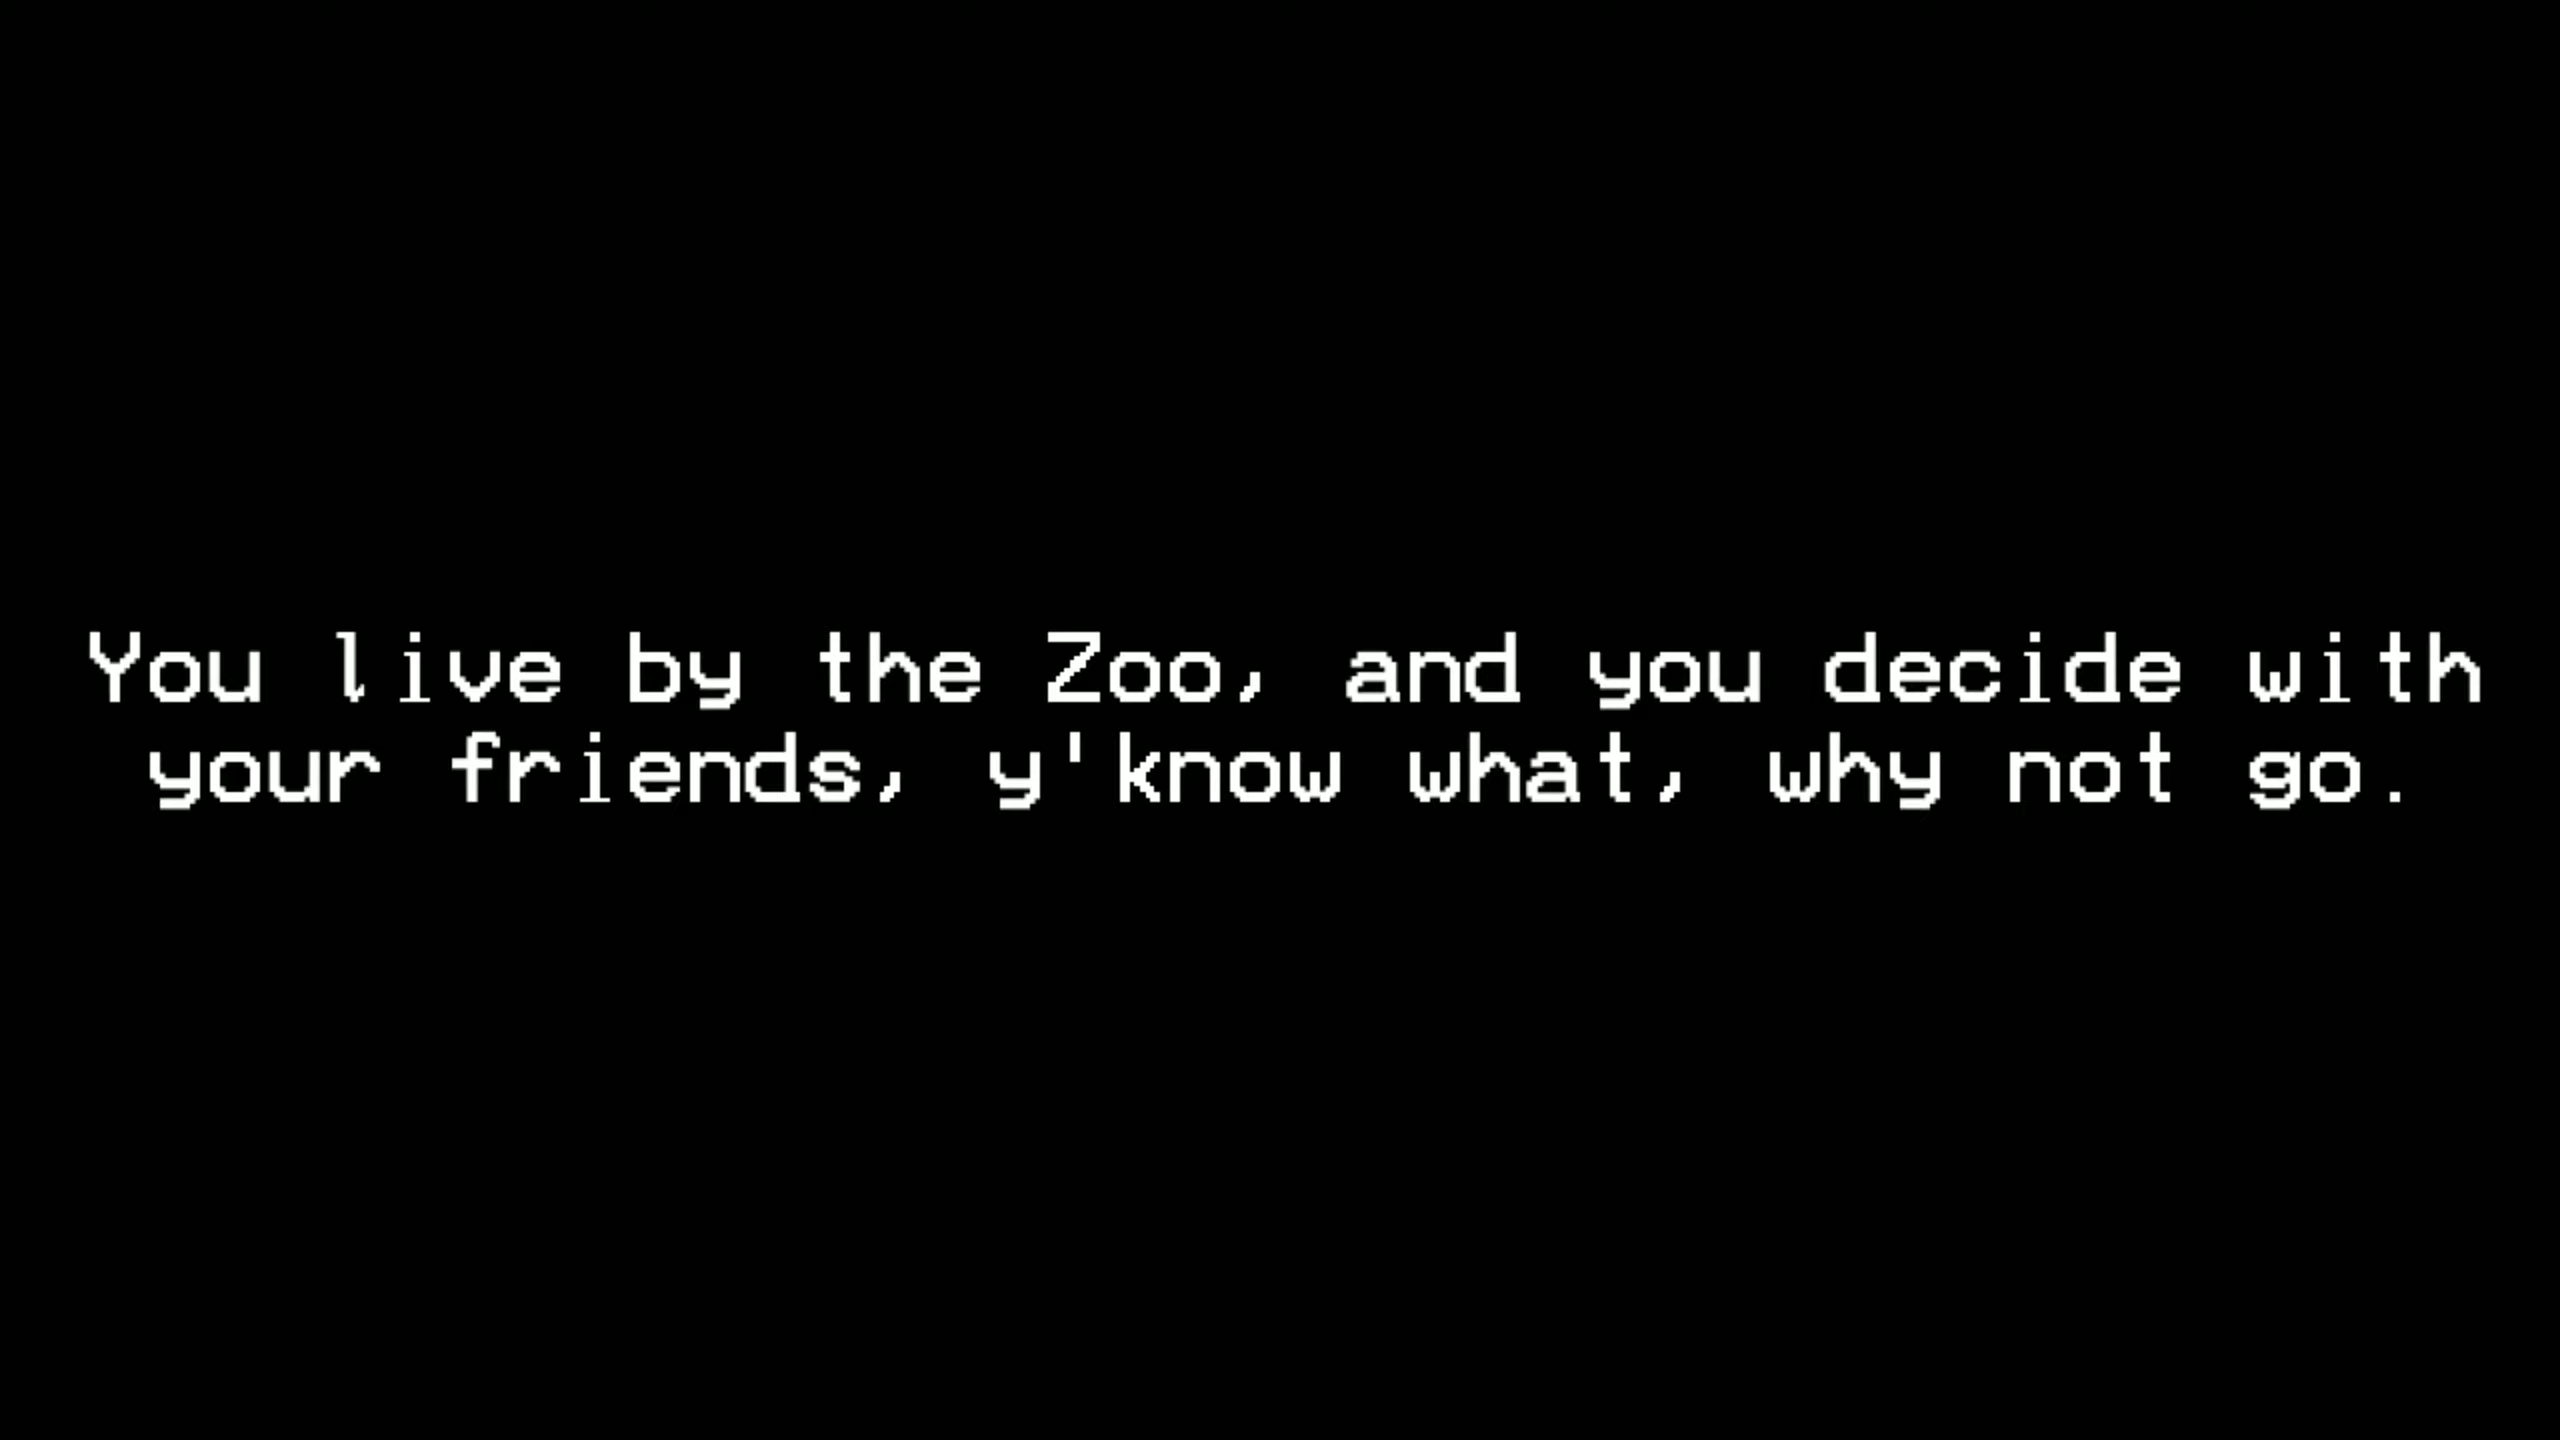 You live by the Zoo, and you decide with
your friends, y'know what, why not go.